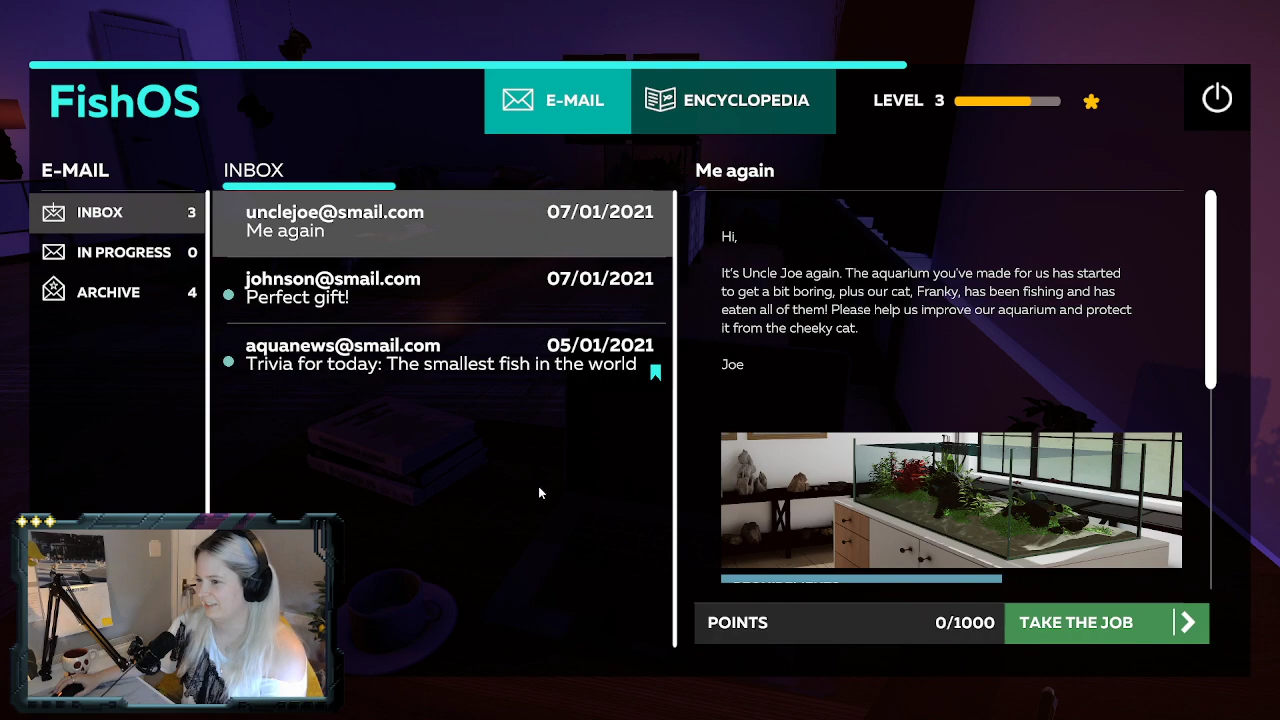 FishOS
E-MAIL
ENCYCLOPEDIA
LEVEL 3
E-MAIL
INBOX 3
IN PROGRESS 0
ARCHIVE 4
INBOX
unclejoe@smail.com 07/01/2021
Me again
johnson@smail.com 07/01/2021
Perfect gift!
aquanews@smail.com 05/01/2021
Trivia for today: The smallest fish in the world
Me again
Hi,
It's Uncle Joe again. The aquarium you've made for us has started
to get a bit boring, plus our cat, Franky, has been fishing and has
eaten all of them! Please help us improve our aquarium and protect
it from the cheeky cat.
Joe
POINTS 0/1000
TAKE THE JOB